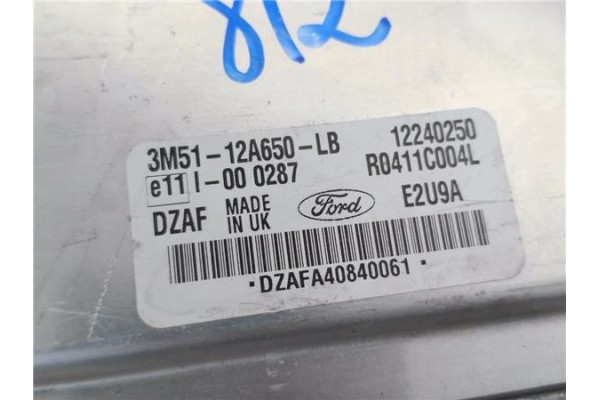 812
3M51-12A650-LB 12240250
e11 I-00 0287 R0411C004L
DZAF MADE IN UK Ford E2U9A
·DZAFA40840061·